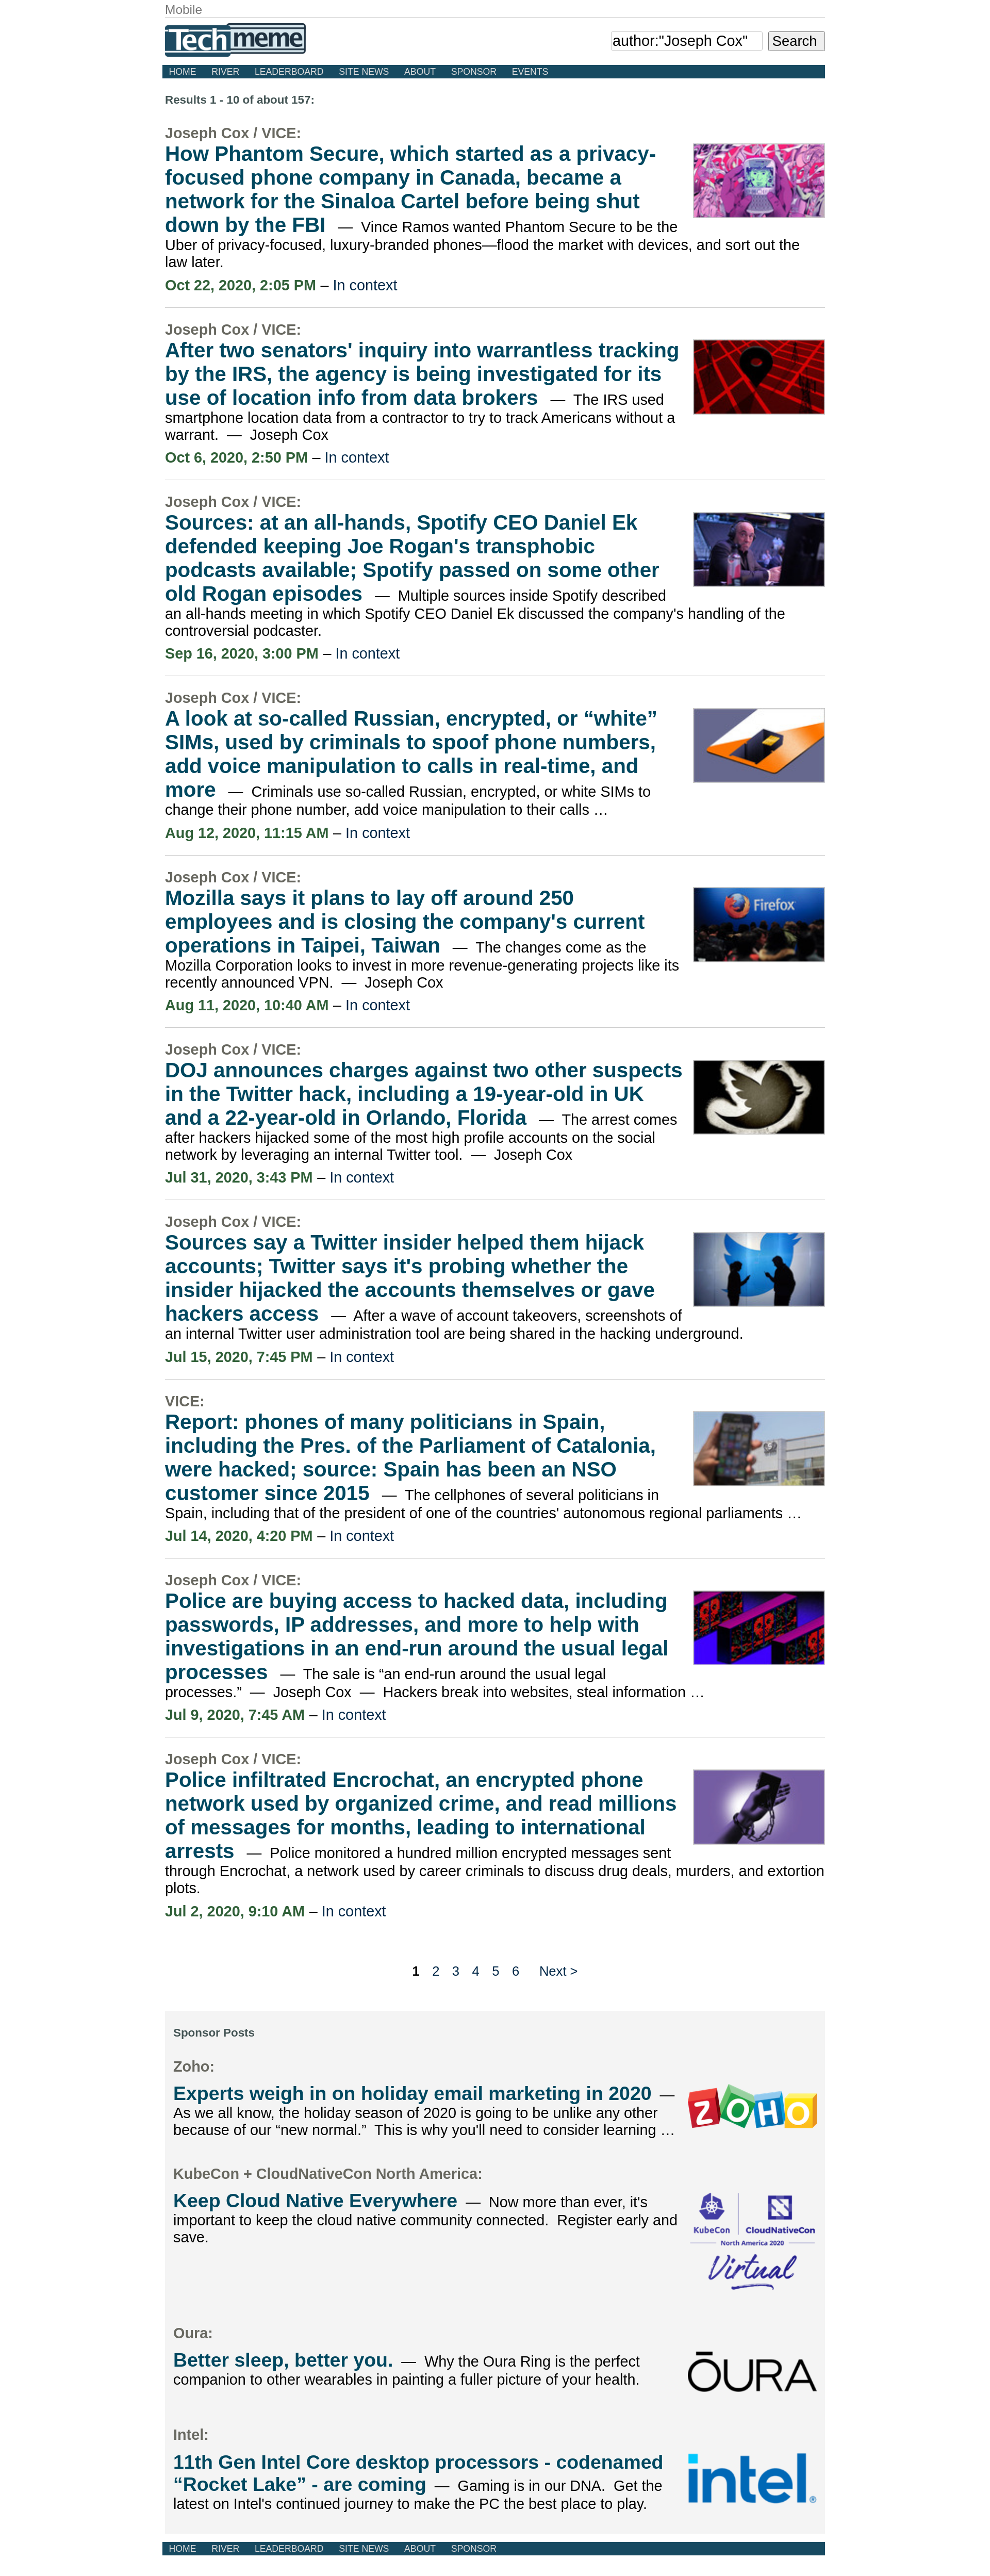 Mobile
Techmeme
author:"Joseph Cox" Search
HOME RIVER LEADERBOARD SITE NEWS ABOUT SPONSOR EVENTS
Results 1 - 10 of about 157:
Joseph Cox / VICE:
How Phantom Secure, which started as a privacy-
focused phone company in Canada, became a
network for the Sinaloa Cartel before being shut
down by the FBI — Vince Ramos wanted Phantom Secure to be the
Uber of privacy-focused, luxury-branded phones—flood the market with devices, and sort out the
law later.
Oct 22, 2020, 2:05 PM – In context
Joseph Cox / VICE:
After two senators' inquiry into warrantless tracking
by the IRS, the agency is being investigated for its
use of location info from data brokers — The IRS used
smartphone location data from a contractor to try to track Americans without a
warrant. — Joseph Cox
Oct 6, 2020, 2:50 PM – In context
Joseph Cox / VICE:
Sources: at an all-hands, Spotify CEO Daniel Ek
defended keeping Joe Rogan's transphobic
podcasts available; Spotify passed on some other
old Rogan episodes — Multiple sources inside Spotify described
an all-hands meeting in which Spotify CEO Daniel Ek discussed the company's handling of the
controversial podcaster.
Sep 16, 2020, 3:00 PM – In context
Joseph Cox / VICE:
A look at so-called Russian, encrypted, or “white”
SIMs, used by criminals to spoof phone numbers,
add voice manipulation to calls in real-time, and
more — Criminals use so-called Russian, encrypted, or white SIMs to
change their phone number, add voice manipulation to their calls …
Aug 12, 2020, 11:15 AM – In context
Joseph Cox / VICE:
Mozilla says it plans to lay off around 250
employees and is closing the company's current
operations in Taipei, Taiwan — The changes come as the
Mozilla Corporation looks to invest in more revenue-generating projects like its
recently announced VPN. — Joseph Cox
Firefox
Aug 11, 2020, 10:40 AM – In context
Joseph Cox / VICE:
DOJ announces charges against two other suspects
in the Twitter hack, including a 19-year-old in UK
and a 22-year-old in Orlando, Florida — The arrest comes
after hackers hijacked some of the most high profile accounts on the social
network by leveraging an internal Twitter tool. — Joseph Cox
Jul 31, 2020, 3:43 PM – In context
Joseph Cox / VICE:
Sources say a Twitter insider helped them hijack
accounts; Twitter says it's probing whether the
insider hijacked the accounts themselves or gave
hackers access — After a wave of account takeovers, screenshots of
an internal Twitter user administration tool are being shared in the hacking underground.
Jul 15, 2020, 7:45 PM – In context
VICE:
Report: phones of many politicians in Spain,
including the Pres. of the Parliament of Catalonia,
were hacked; source: Spain has been an NSO
customer since 2015 — The cellphones of several politicians in
Spain, including that of the president of one of the countries' autonomous regional parliaments …
Jul 14, 2020, 4:20 PM – In context
Joseph Cox / VICE:
Police are buying access to hacked data, including
passwords, IP addresses, and more to help with
investigations in an end-run around the usual legal
processes — The sale is “an end-run around the usual legal
processes.” — Joseph Cox — Hackers break into websites, steal information …
Jul 9, 2020, 7:45 AM – In context
Joseph Cox / VICE:
Police infiltrated Encrochat, an encrypted phone
network used by organized crime, and read millions
of messages for months, leading to international
arrests — Police monitored a hundred million encrypted messages sent
through Encrochat, a network used by career criminals to discuss drug deals, murders, and extortion
plots.
Jul 2, 2020, 9:10 AM – In context
1 2 3 4 5 6 Next >
Sponsor Posts
Zoho:
Experts weigh in on holiday email marketing in 2020 —
As we all know, the holiday season of 2020 is going to be unlike any other
because of our “new normal.” This is why you'll need to consider learning …
ZOHO
KubeCon + CloudNativeCon North America:
Keep Cloud Native Everywhere — Now more than ever, it's
important to keep the cloud native community connected. Register early and
save.
KubeCon CloudNativeCon
North America 2020
Virtual
Oura:
Better sleep, better you. — Why the Oura Ring is the perfect
companion to other wearables in painting a fuller picture of your health.
ŌURA
Intel:
11th Gen Intel Core desktop processors - codenamed
“Rocket Lake” - are coming — Gaming is in our DNA. Get the
latest on Intel's continued journey to make the PC the best place to play.
intel®
HOME RIVER LEADERBOARD SITE NEWS ABOUT SPONSOR